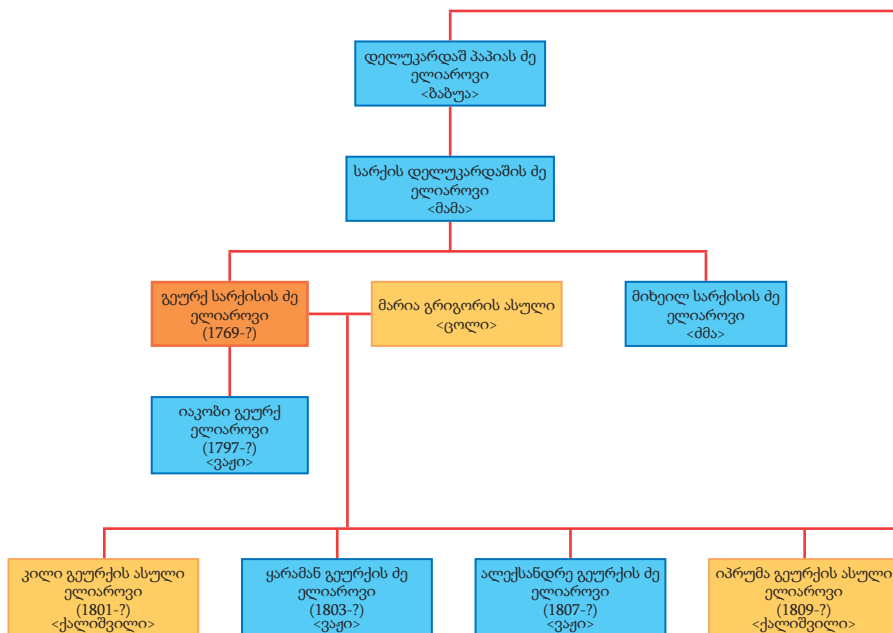 დელუკარდაშ პაპიას ძე
ელიაროვი
<ბაბუა>
სარქის დელუკარდაშის ძე
ელიაროვი
<მამა>
გეურქ სარქისის ძე
ელიაროვი
(1769-?)
მარია გრიგორის ასული
<ცოლი>
მიხეილ სარქისის ძე
ელიაროვი
<ძმა>
იაკობი გეურქ
ელიაროვი
(1797-?)
<ვაჟი>
კილი გეურქის ასული
ელიაროვი
(1801-?)
<ქალიშვილი>
ყარამან გეურქის ძე
ელიაროვი
(1803-?)
<ვაჟი>
ალექსანდრე გეურქის ძე
ელიაროვი
(1807-?)
<ვაჟი>
იპრუმა გეურქის ასული
ელიაროვი
(1809-?)
<ქალიშვილი>